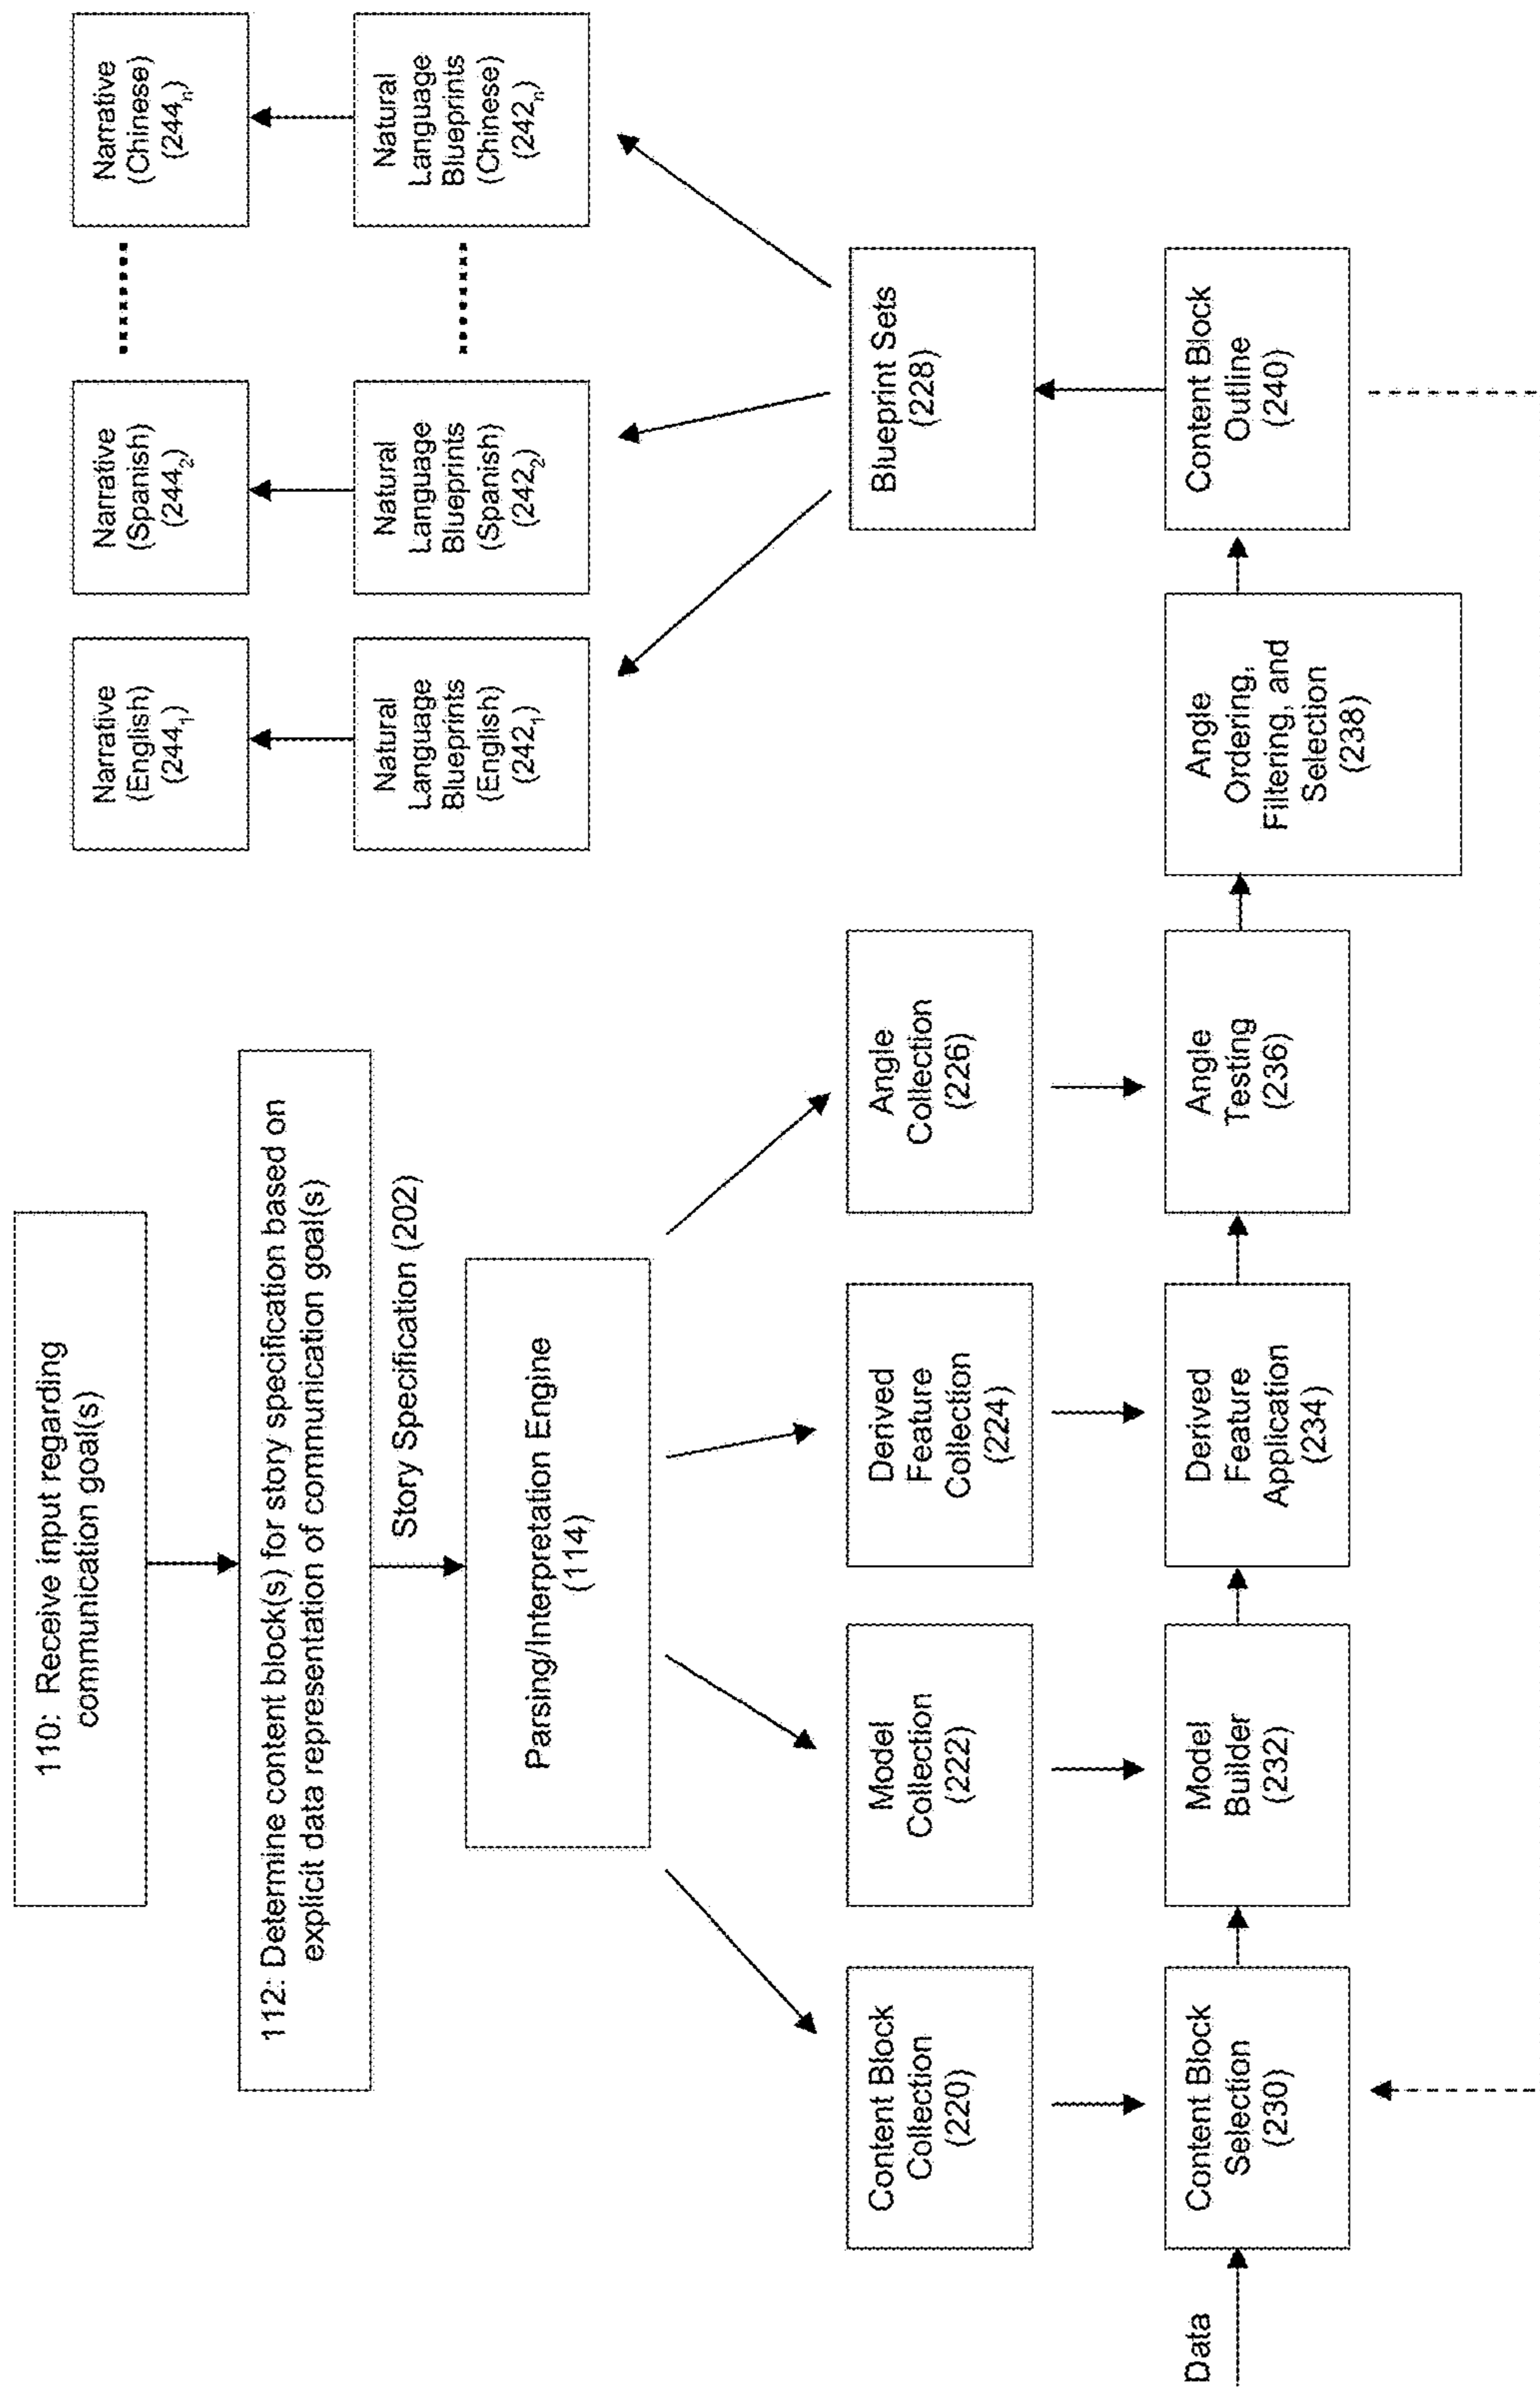 110: Receive input regarding
communication goal(s)
112: Determine content block(s) for story specification based on
explicit data representation of communication goal(s)
Story Specification (202)
Parsing/Interpretation Engine
(114)
Narrative
(English)
(244₁)
Narrative
(Spanish)
(244₂)
Narrative
(Chinese)
(244ₙ)
Natural
Language
Blueprints
(English)
(242₁)
Natural
Language
Blueprints
(Spanish)
(242₂)
Natural
Language
Blueprints
(Chinese)
(242ₙ)
Content Block
Collection
(220)
Model
Collection
(222)
Derived
Feature
Collection
(224)
Angle
Collection
(226)
Blueprint Sets
(228)
Data
Content Block
Selection
(230)
Model
Builder
(232)
Derived
Feature
Application
(234)
Angle
Testing
(236)
Angle
Ordering,
Filtering, and
Selection
(238)
Content Block
Outline
(240)